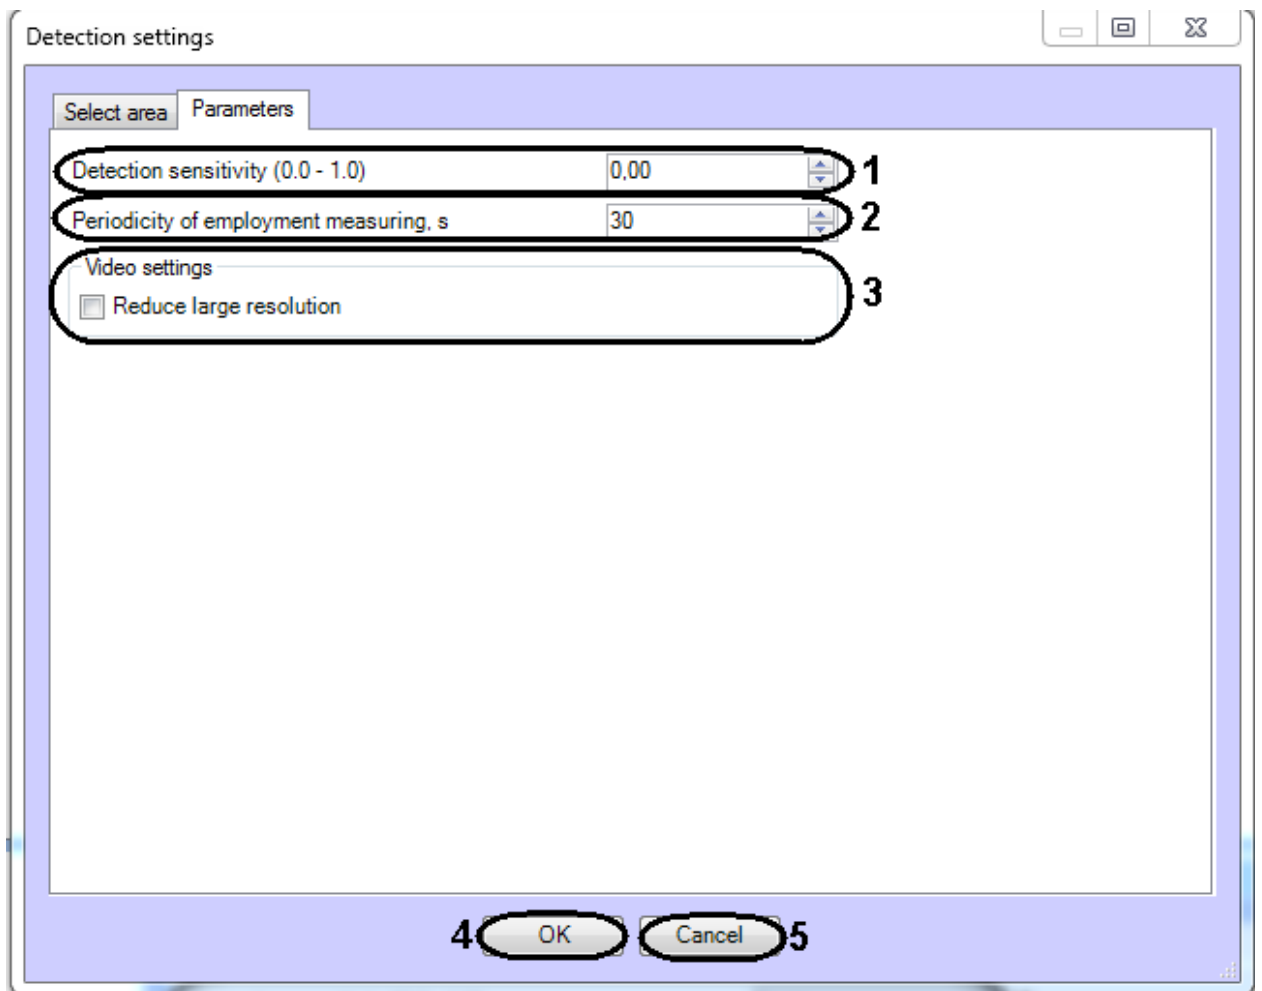 Detection settings
Select area Parameters
Detection sensitivity (0.0 - 1.0) 0,00 1
Periodicity of employment measuring, s 30 2
Video settings
Reduce large resolution 3
4 OK Cancel 5